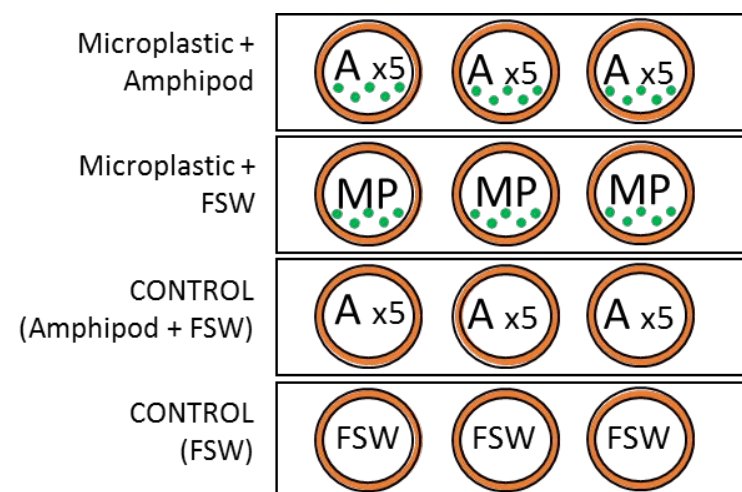 Microplastic +
Amphipod
A x5 A x5 A x5
Microplastic +
FSW
MP MP MP
CONTROL
(Amphipod + FSW)
A x5 A x5 A x5
CONTROL
(FSW)
FSW FSW FSW